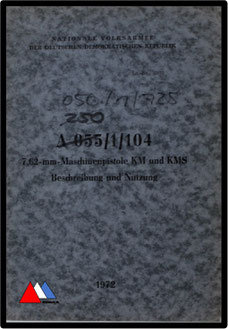 NATIONALE VOLKSARMEE
DER DEUTSCHEN DEMOKRATISCHEN REPUBLIK
050/1/725
250
A 055/1/104
7,62-mm-Maschinenpistole KM und KMS
Beschreibung und Nutzung
1972